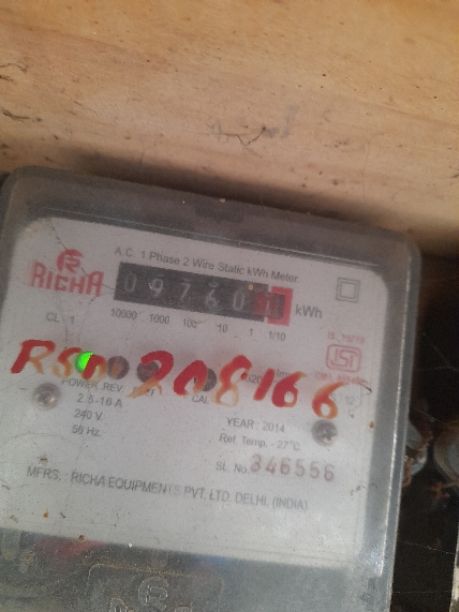 A.C. 1 Phase 2 Wire Static kWh Meter
RICHA
09760
kWh
CL. 1
10000 1000 100 10 1 1/10
ISI
208166
POWER REV
CAL
2.5-10 A
240 V
50 Hz
YEAR : 2014
Ref. Temp. - 27°C
SL. No. 346556
MFRS. : RICHA EQUIPMENTS PVT. LTD. DELHI, (INDIA)